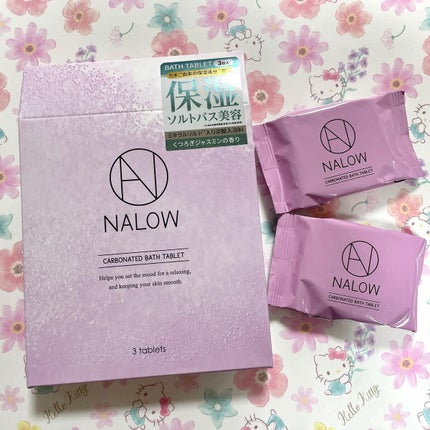 BATH TABLET
3錠入
保湿
ソルトバス美容
くつろぎジャスミンの香り
NALOW
CARBONATED BATH TABLET
Helps you set the mood for a relaxing,
and keeping your skin smooth.
3 tablets
NALOW
CARBONATED BATH TABLET
NALOW
CARBONATED BATH TABLET
Hello Kitty
Hello Kitty